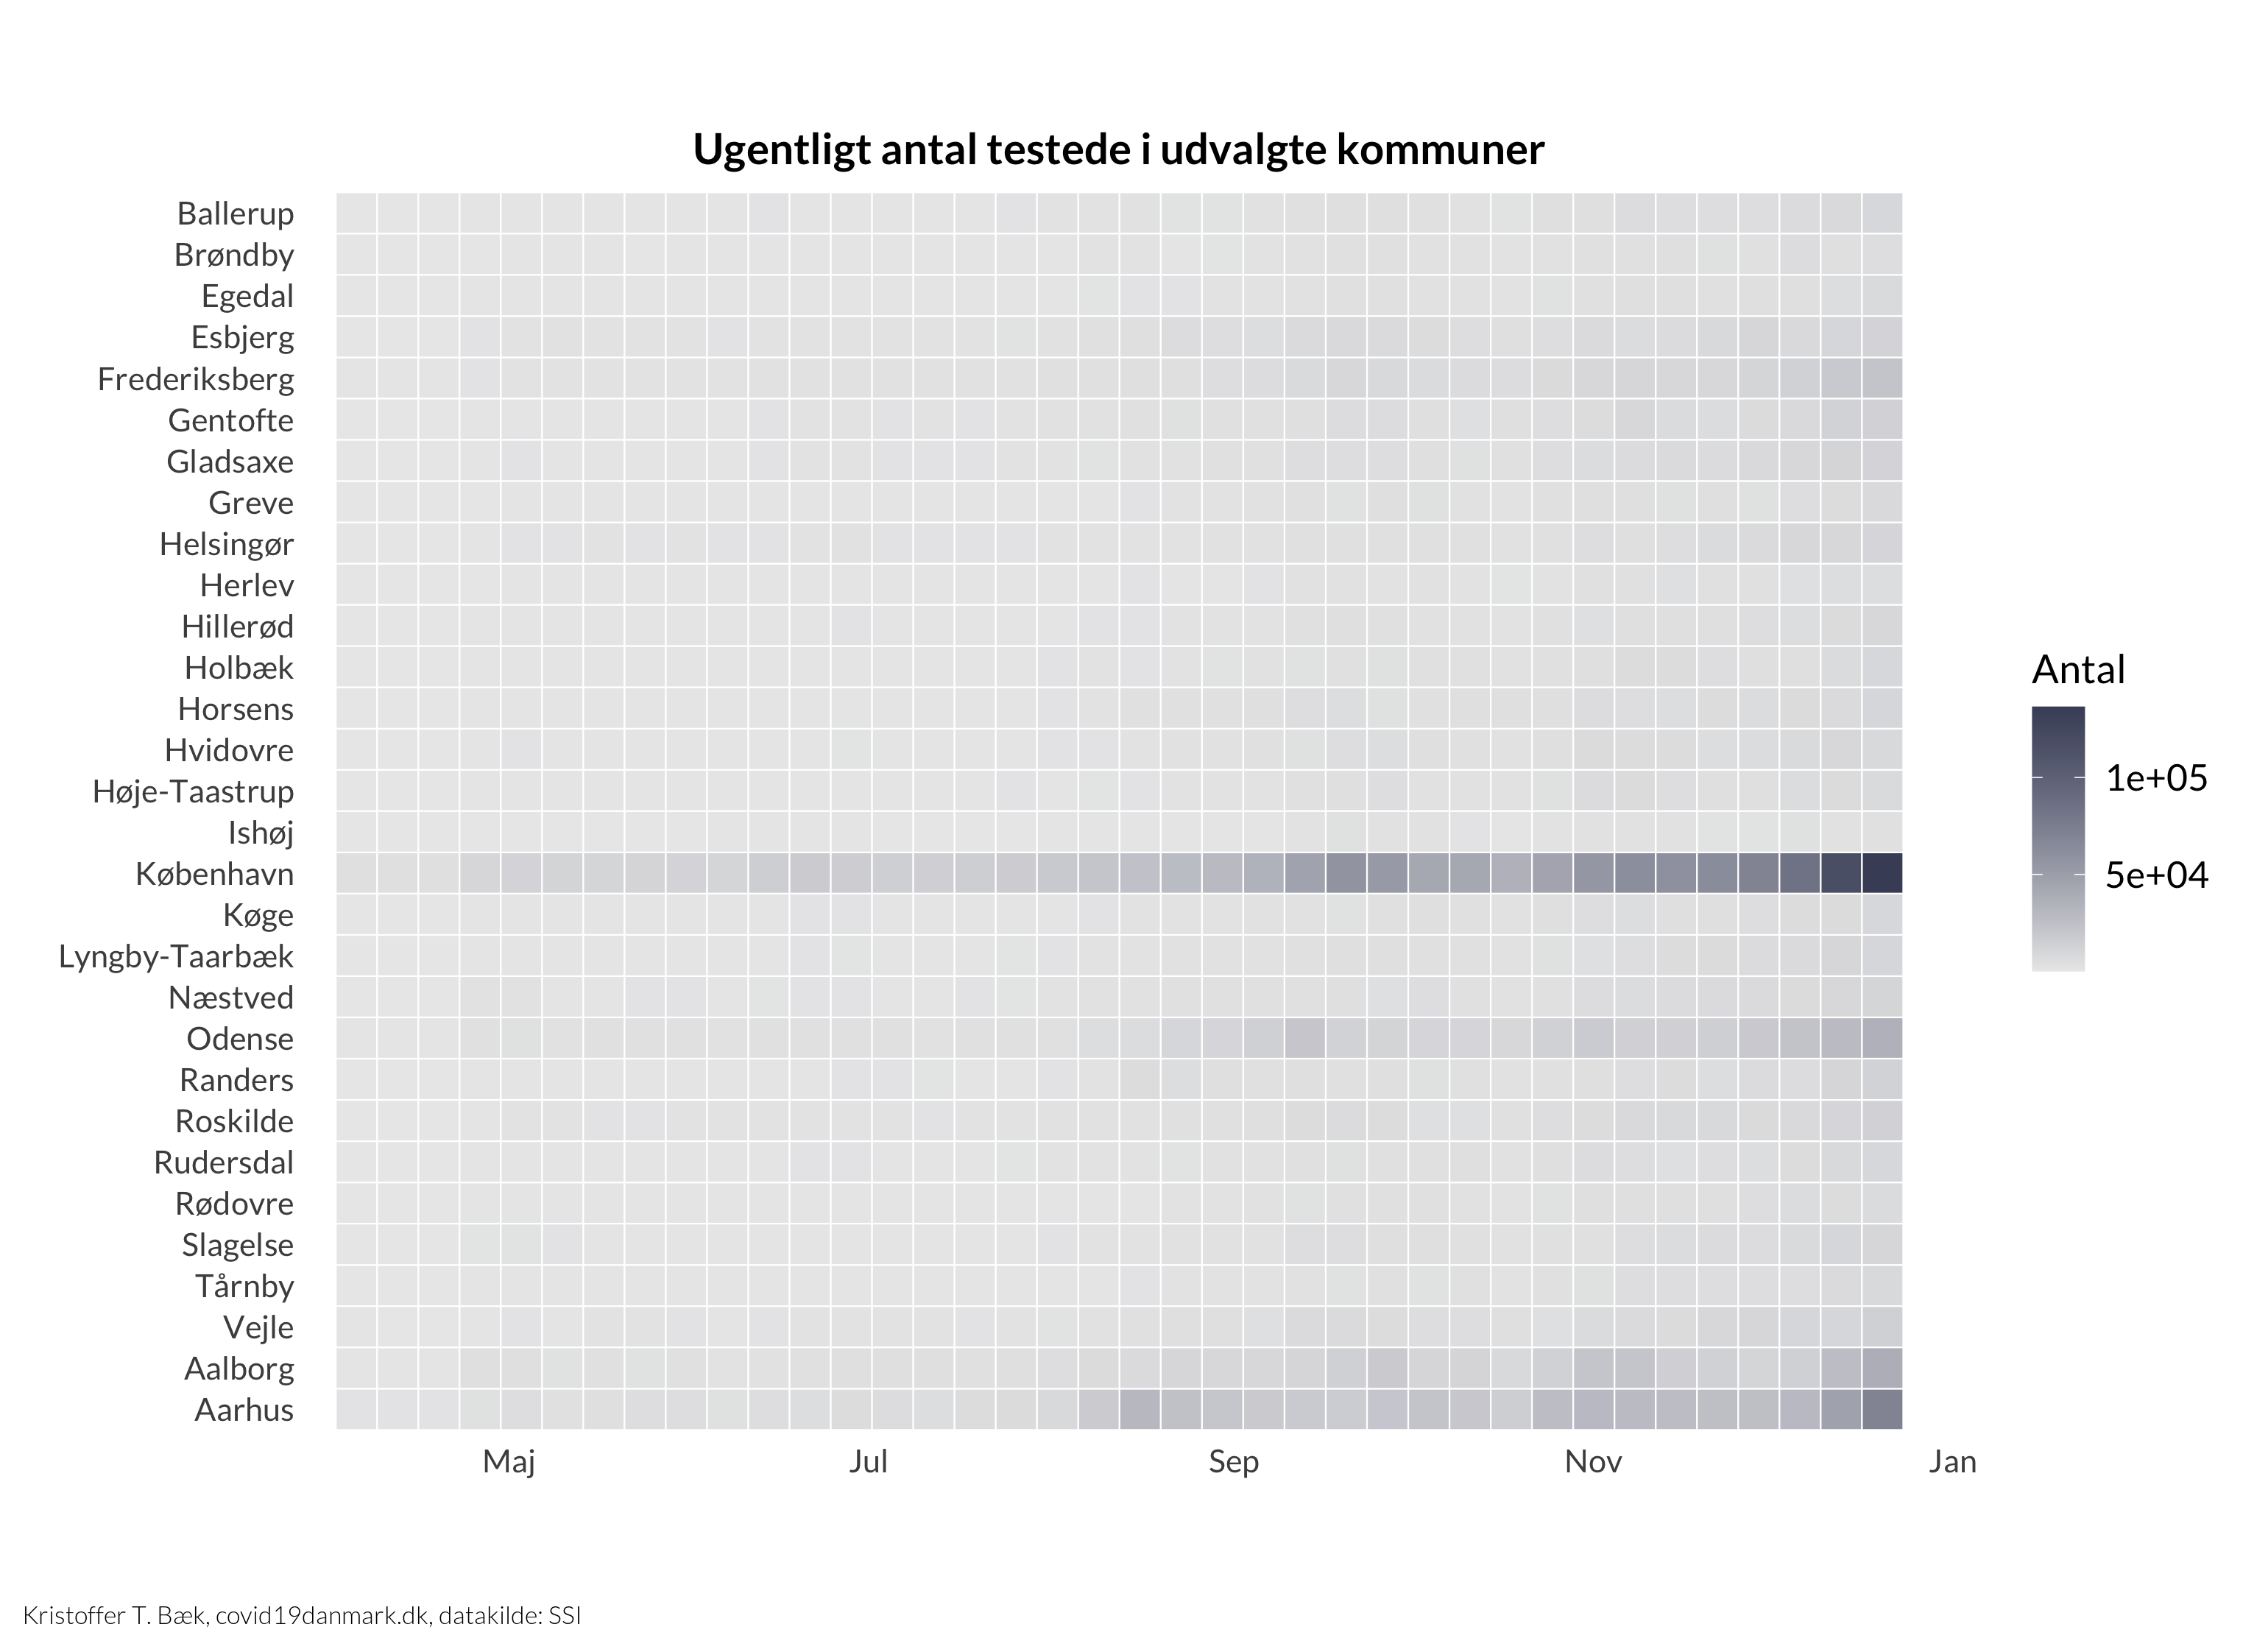 Ugentligt antal testede i udvalgte kommuner
Ballerup
Brøndby
Egedal
Esbjerg
Frederiksberg
Gentofte
Gladsaxe
Greve
Helsingør
Herlev
Hillerød
Holbæk
Horsens
Hvidovre
Høje-Taastrup
Ishøj
København
Køge
Lyngby-Taarbæk
Næstved
Odense
Randers
Roskilde
Rudersdal
Rødovre
Slagelse
Tårnby
Vejle
Aalborg
Aarhus
Maj Jul Sep Nov Jan
Antal
1e+05
5e+04
Kristoffer T. Bæk, covid19danmark.dk, datakilde: SSI